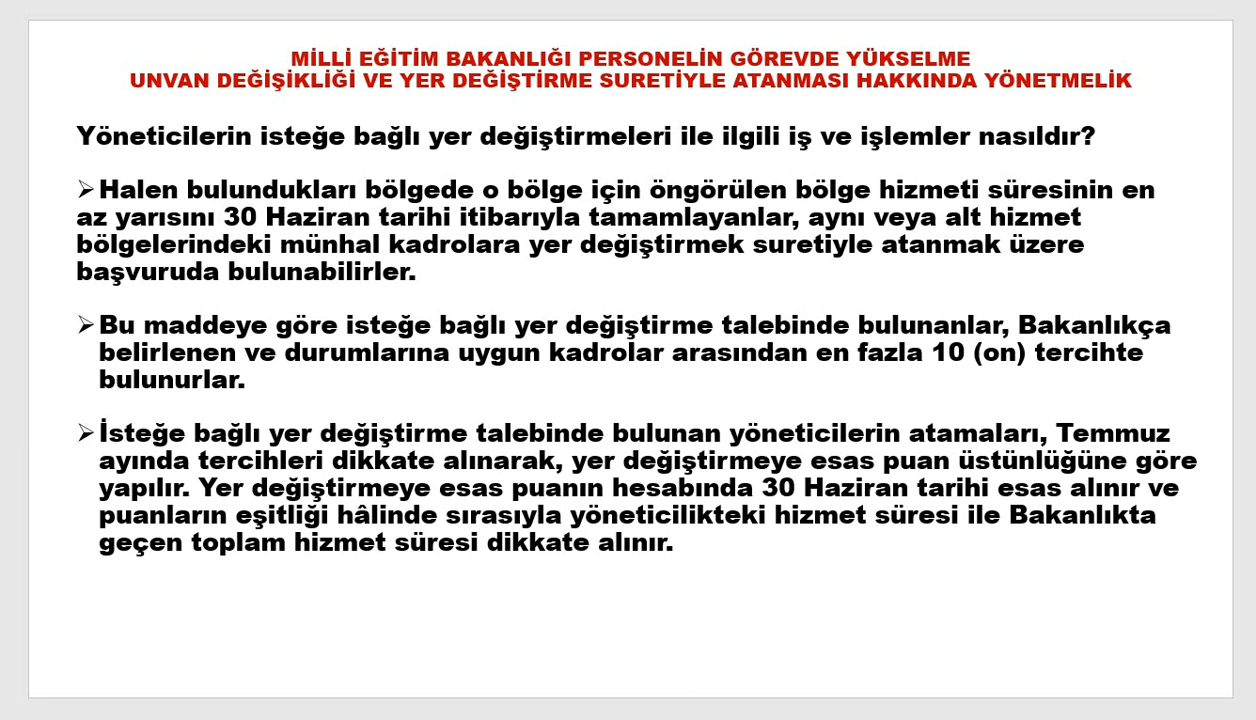 MİLLİ EĞİTİM BAKANLIĞI PERSONELİN GÖREVDE YÜKSELME
UNVAN DEĞİŞİKLİĞİ VE YER DEĞİŞTİRME SURETİYLE ATANMASI HAKKINDA YÖNETMELİK
Yöneticilerin isteğe bağlı yer değiştirmeleri ile ilgili iş ve işlemler nasıldır?
➢Halen bulundukları bölgede o bölge için öngörülen bölge hizmeti süresinin en
az yarısını 30 Haziran tarihi itibarıyla tamamlayanlar, aynı veya alt hizmet
bölgelerindeki münhal kadrolara yer değiştirmek suretiyle atanmak üzere
başvuruda bulunabilirler.
➢Bu maddeye göre isteğe bağlı yer değiştirme talebinde bulunanlar, Bakanlıkça
belirlenen ve durumlarına uygun kadrolar arasından en fazla 10 (on) tercihte
bulunurlar.
➢İsteğe bağlı yer değiştirme talebinde bulunan yöneticilerin atamaları, Temmuz
ayında tercihleri dikkate alınarak, yer değiştirmeye esas puan üstünlüğüne göre
yapılır. Yer değiştirmeye esas puanın hesabında 30 Haziran tarihi esas alınır ve
puanların eşitliği hâlinde sırasıyla yöneticilikteki hizmet süresi ile Bakanlıkta
geçen toplam hizmet süresi dikkate alınır.